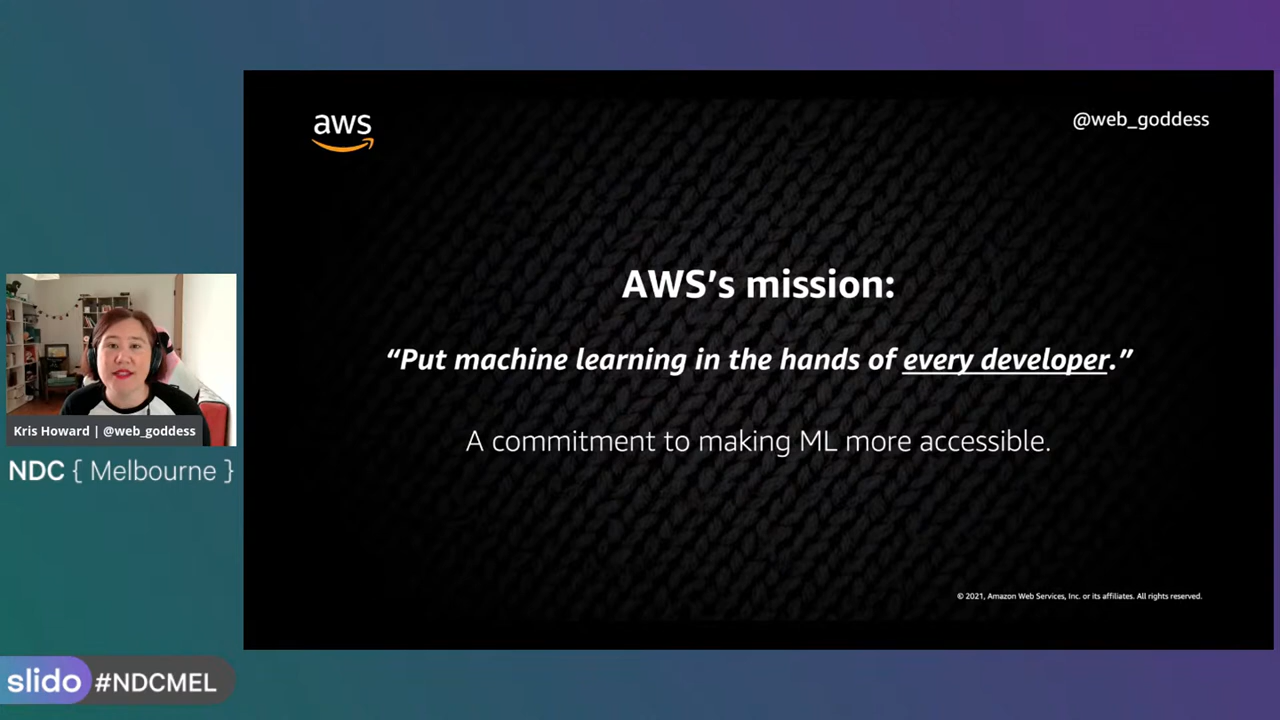 aws
@web_goddess
AWS’s mission:
“Put machine learning in the hands of every developer.”
A commitment to making ML more accessible.
© 2021, Amazon Web Services, Inc. or its affiliates. All rights reserved.
Kris Howard | @web_goddess
NDC { Melbourne }
slido #NDCMEL